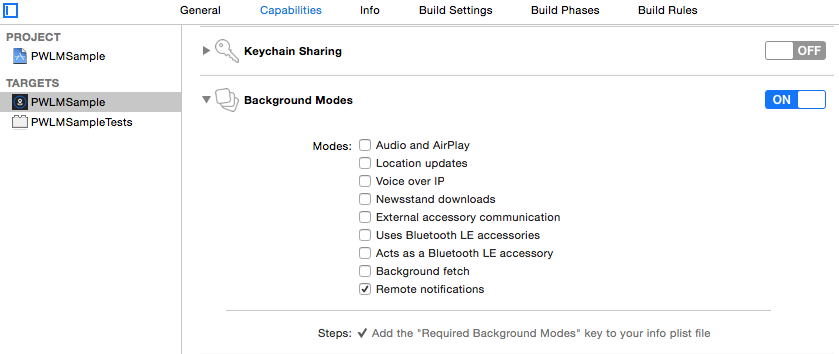 General Capabilities Info Build Settings Build Phases Build Rules
PROJECT
PWLMSample
TARGETS
PWLMSample
PWLMSampleTests
Keychain Sharing OFF
Background Modes ON
Modes: Audio and AirPlay
Location updates
Voice over IP
Newsstand downloads
External accessory communication
Uses Bluetooth LE accessories
Acts as a Bluetooth LE accessory
Background fetch
Remote notifications
Steps: ✓ Add the "Required Background Modes" key to your info plist file